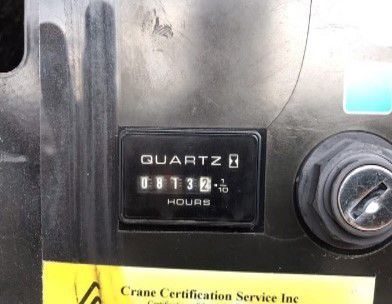 QUARTZ
08132 1/10
HOURS
Crane Certification Service Inc